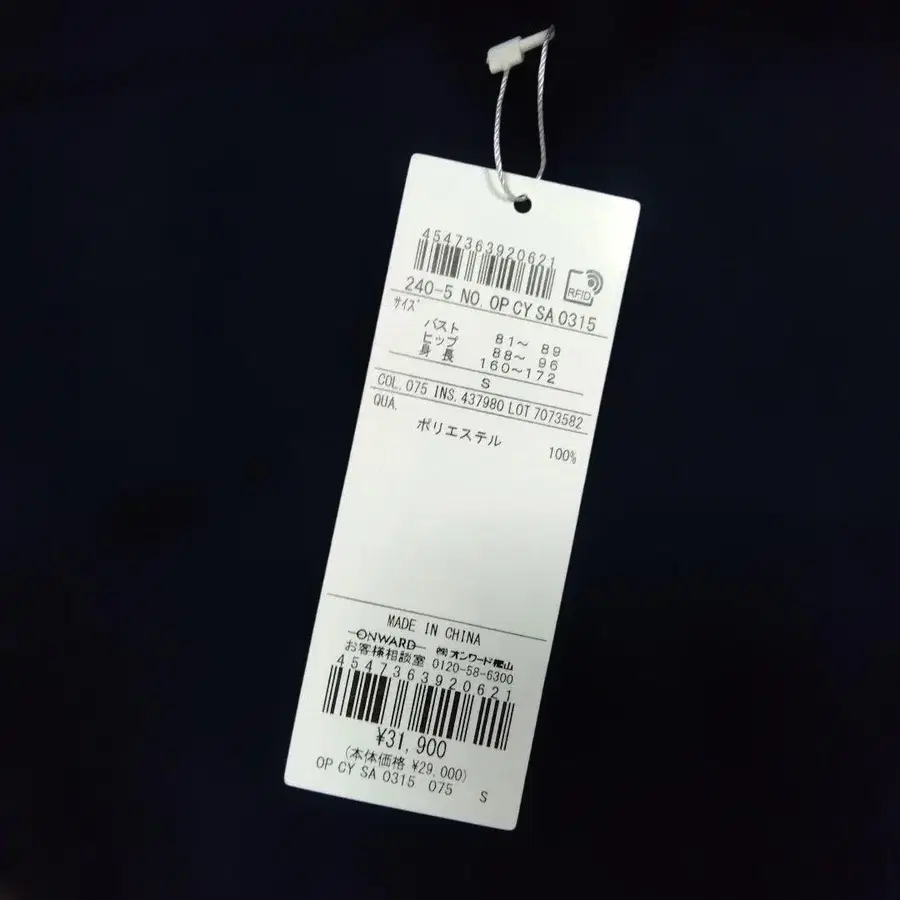 4547363920621
RFID
240-5 NO. OP CY SA 0315
サイズ
バスト 81～ 89
ヒップ 88～ 96
身長 160～172
S
COL. 075 INS. 437980 LOT 7073582
QUA.
ポリエステル 100%
MADE IN CHINA
ONWARD ㈱オンワード樫山
お客様相談室 0120-58-6300
4547363920621
¥31,900
(本体価格 ¥29,000)
OP CY SA 0315 075 S